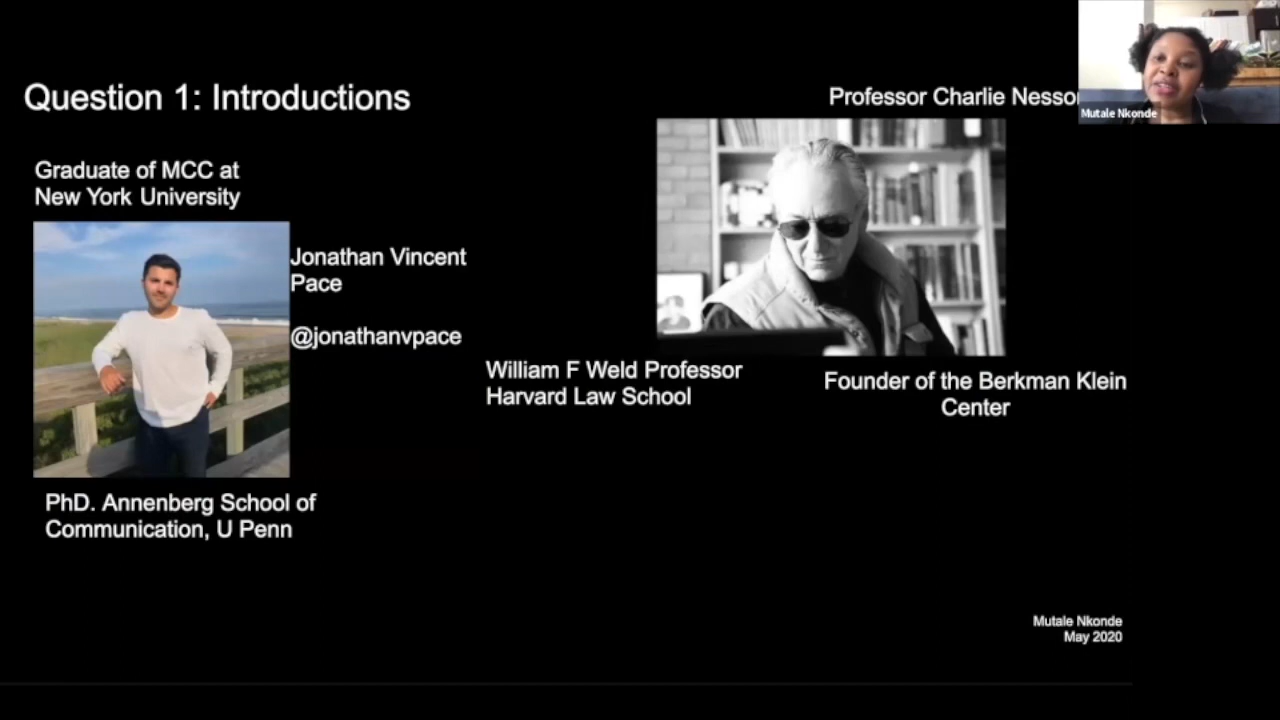 Question 1: Introductions
Professor Charlie Nesson
Mutale Nkonde
Graduate of MCC at
New York University
Jonathan Vincent
Pace
@jonathanvpace
William F Weld Professor
Harvard Law School
Founder of the Berkman Klein
Center
PhD. Annenberg School of
Communication, U Penn
Mutale Nkonde
May 2020